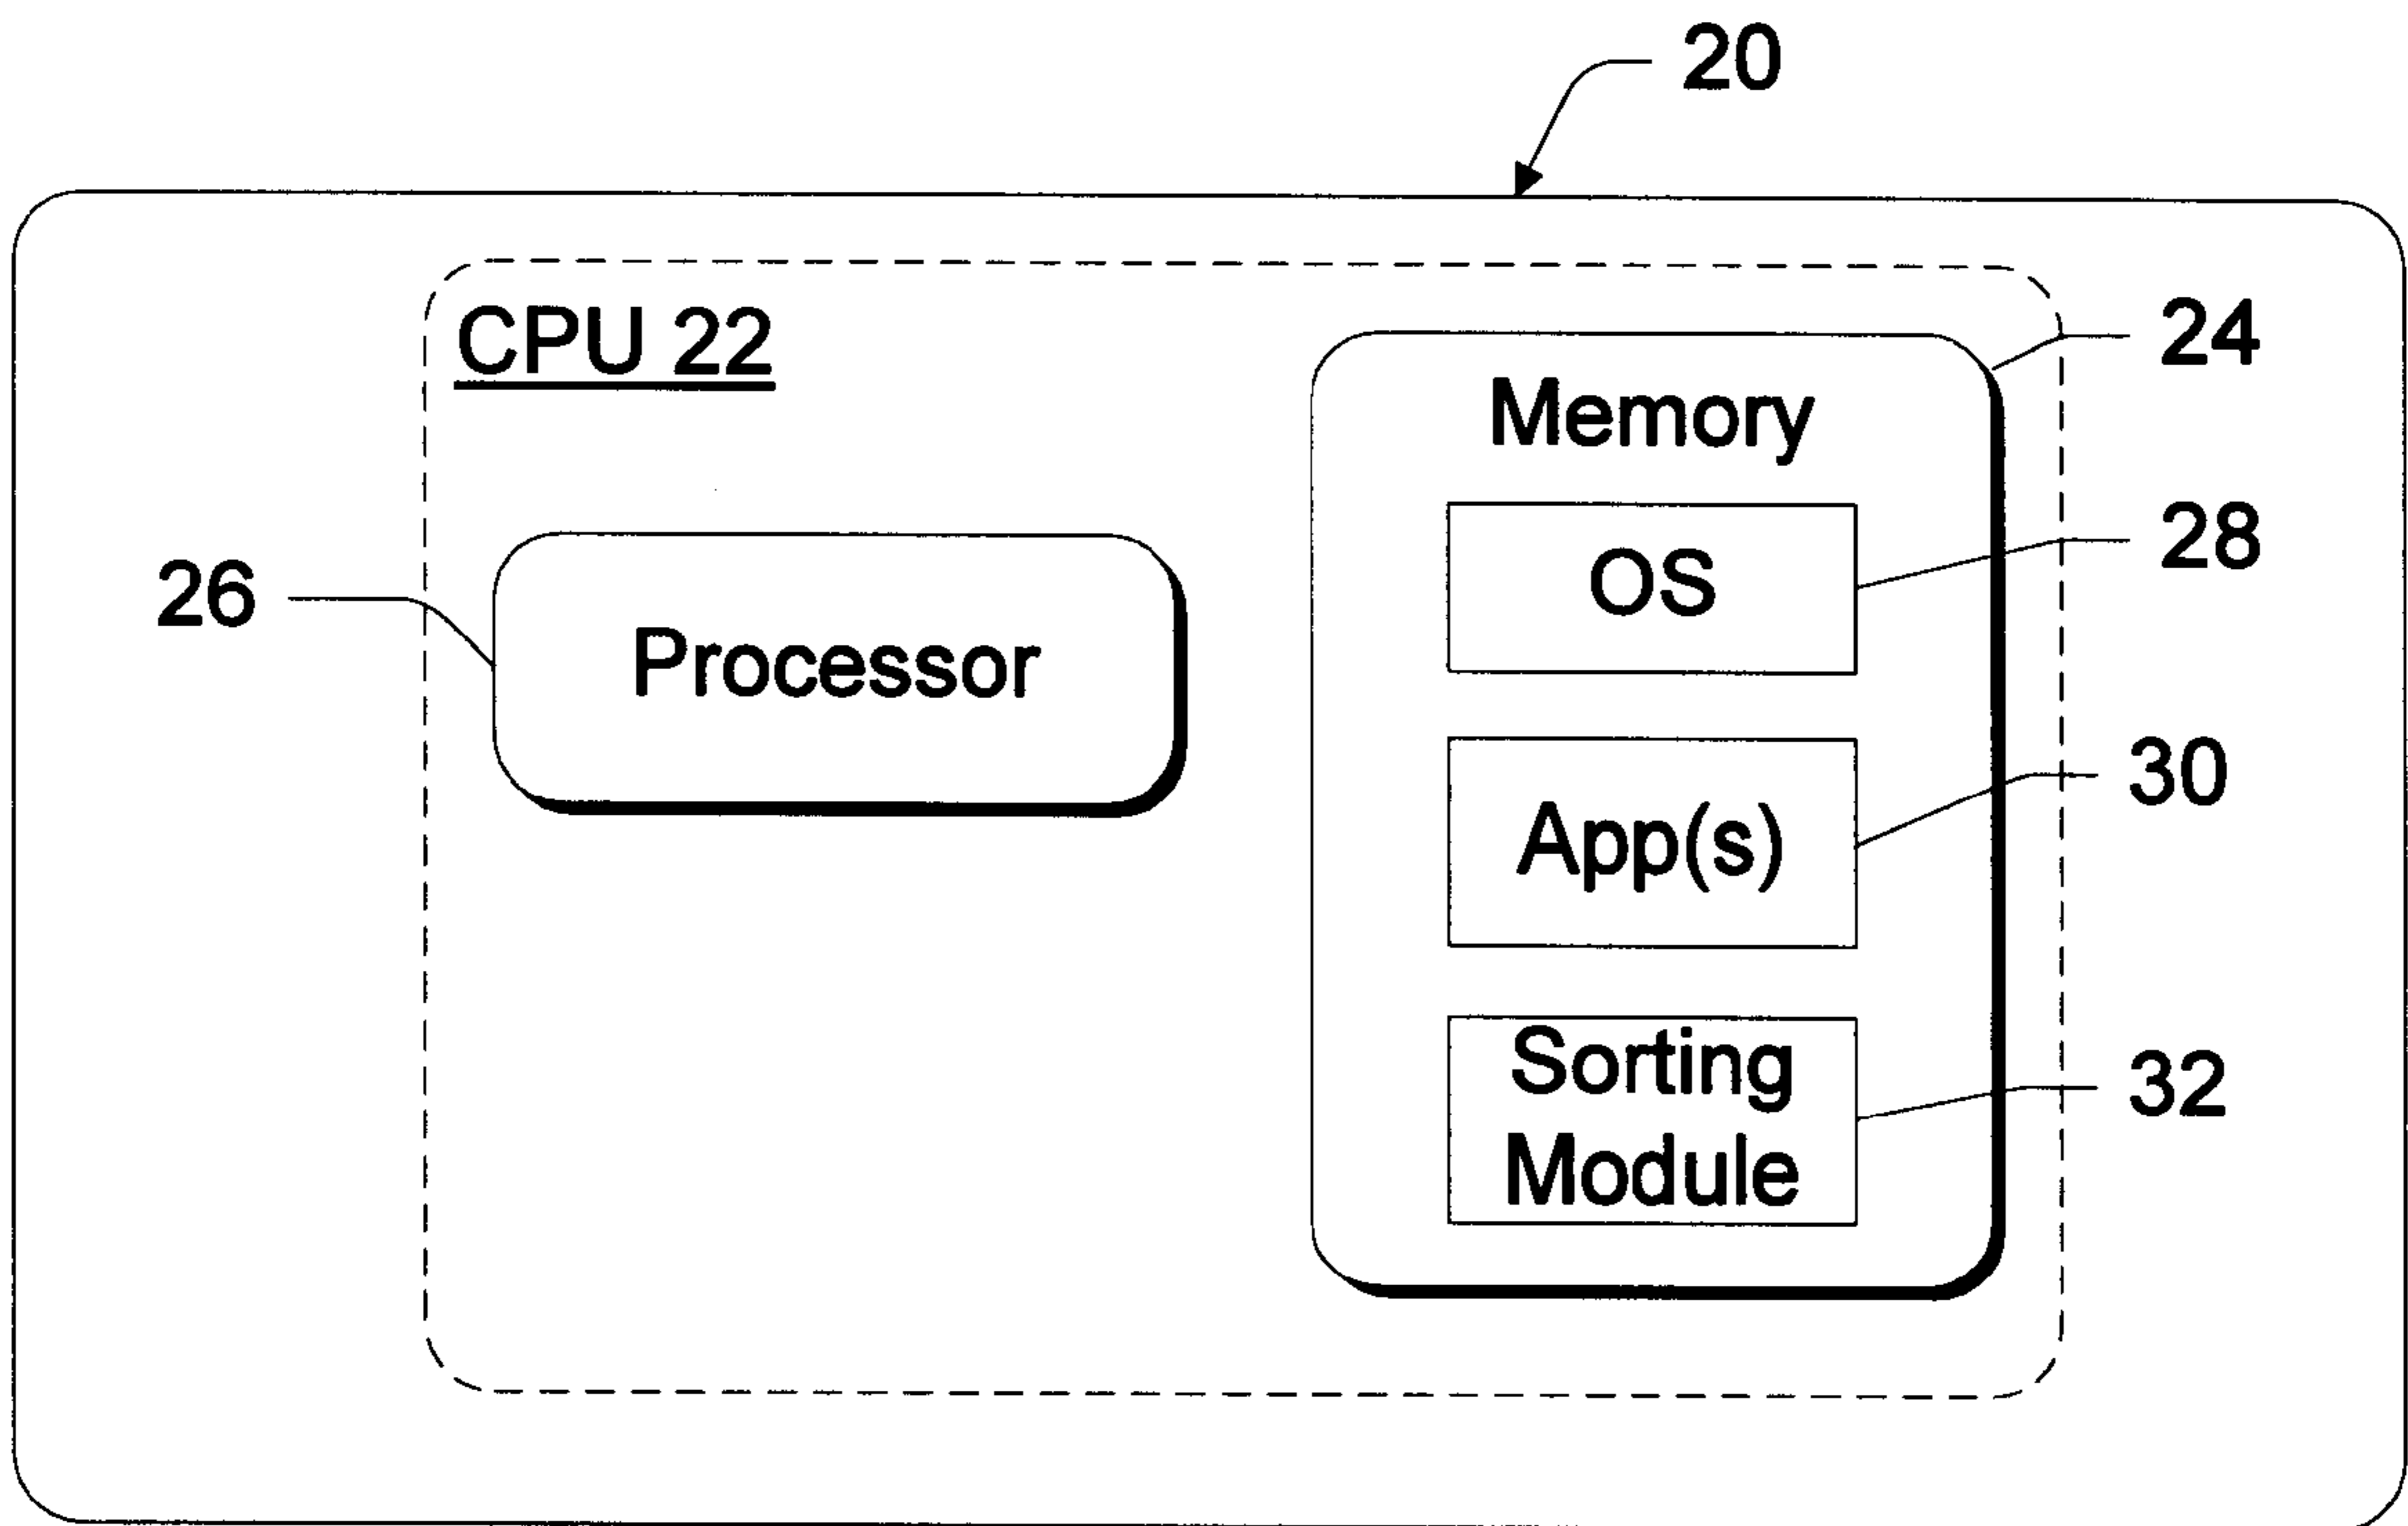 20
CPU 22
24
Memory
28
OS
26
Processor
30
App(s)
32
Sorting
Module